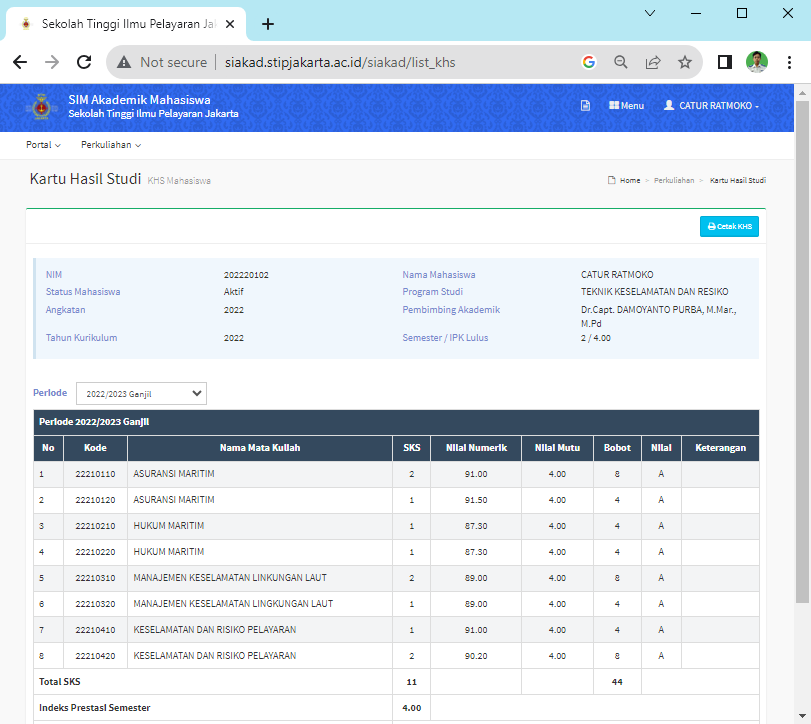 Sekolah Tinggi Ilmu Pelayaran Ja
Not secure siakad.stipjakarta.ac.id/siakad/list_khs
SIM Akademik Mahasiswa
Sekolah Tinggi Ilmu Pelayaran Jakarta
Menu CATUR RATMOKO
Portal Perkuliahan
Kartu Hasil Studi KHS Mahasiswa
Home > Perkuliahan > Kartu Hasil Studi
Cetak KHS
NIM 202220102 Nama Mahasiswa CATUR RATMOKO
Status Mahasiswa Aktif Program Studi TEKNIK KESELAMATAN DAN RESIKO
Angkatan 2022 Pembimbing Akademik Dr.Capt. DAMOYANTO PURBA, M.Mar.,
M.Pd
Tahun Kurikulum 2022 Semester / IPK Lulus 2 / 4.00
Periode 2022/2023 Ganjil
Periode 2022/2023 Ganjil
No Kode Nama Mata Kuliah SKS Nilai Numerik Nilai Mutu Bobot Nilai Keterangan
1 22210110 ASURANSI MARITIM 2 91.00 4.00 8 A
2 22210120 ASURANSI MARITIM 1 91.50 4.00 4 A
3 22210210 HUKUM MARITIM 1 87.30 4.00 4 A
4 22210220 HUKUM MARITIM 1 87.30 4.00 4 A
5 22210310 MANAJEMEN KESELAMATAN LINKUNGAN LAUT 2 89.00 4.00 8 A
6 22210320 MANAJEMEN KESELAMATAN LINGKUNGAN LAUT 1 89.00 4.00 4 A
7 22210410 KESELAMATAN DAN RISIKO PELAYARAN 1 91.00 4.00 4 A
8 22210420 KESELAMATAN DAN RISIKO PELAYARAN 2 90.20 4.00 8 A
Total SKS 11 44
Indeks Prestasi Semester 4.00